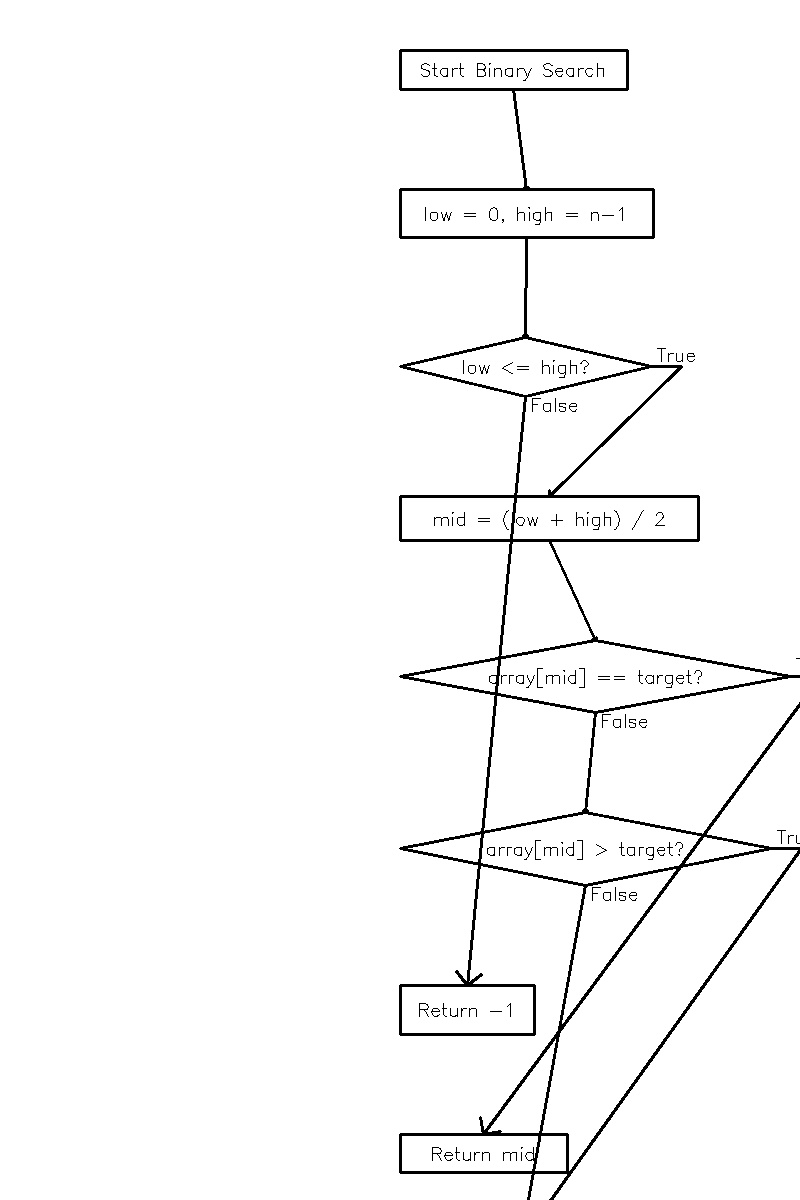 Start Binary Search
low = 0, high = n-1
True
low <= high?
False
mid = (low + high) / 2
array[mid] == target?
False
array[mid] > target?
False
Return -1
Return mid